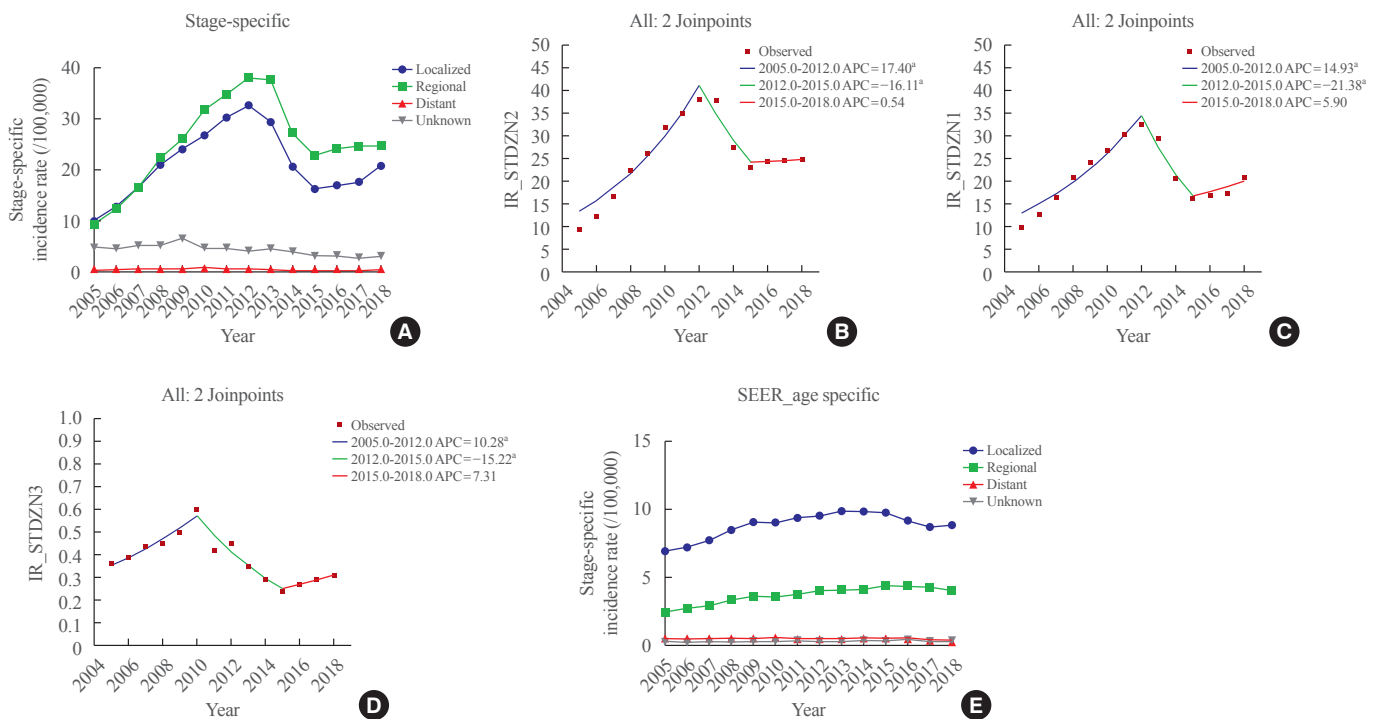 Stage-specific
Stage-specific
incidence rate (/100,000)
40
30
20
10
0
2005
2006
2007
2008
2009
2010
2011
2012
2013
2014
2015
2016
2017
2018
Year
Localized
Regional
Distant
Unknown
A
All: 2 Joinpoints
IR_STDZN2
50
45
40
35
30
25
20
15
10
5
0
2004
2006
2008
2010
2012
2014
2016
2018
Year
Observed
2005.0-2012.0 APC=17.40ª
2012.0-2015.0 APC=−16.11ª
2015.0-2018.0 APC=0.54
B
All: 2 Joinpoints
IR_STDZN1
50
45
40
35
30
25
20
15
10
5
0
2004
2006
2008
2010
2012
2014
2016
2018
Year
Observed
2005.0-2012.0 APC=14.93ª
2012.0-2015.0 APC=−21.38ª
2015.0-2018.0 APC=5.90
C
All: 2 Joinpoints
IR_STDZN3
1.0
0.9
0.8
0.7
0.6
0.5
0.4
0.3
0.2
0.1
0
2004
2006
2008
2010
2012
2014
2016
2018
Year
Observed
2005.0-2012.0 APC=10.28ª
2012.0-2015.0 APC=−15.22ª
2015.0-2018.0 APC=7.31
D
SEER_age specific
Stage-specific
incidence rate (/100,000)
15
10
5
0
2005
2006
2007
2008
2009
2010
2011
2012
2013
2014
2015
2016
2017
2018
Year
Localized
Regional
Distant
Unknown
E